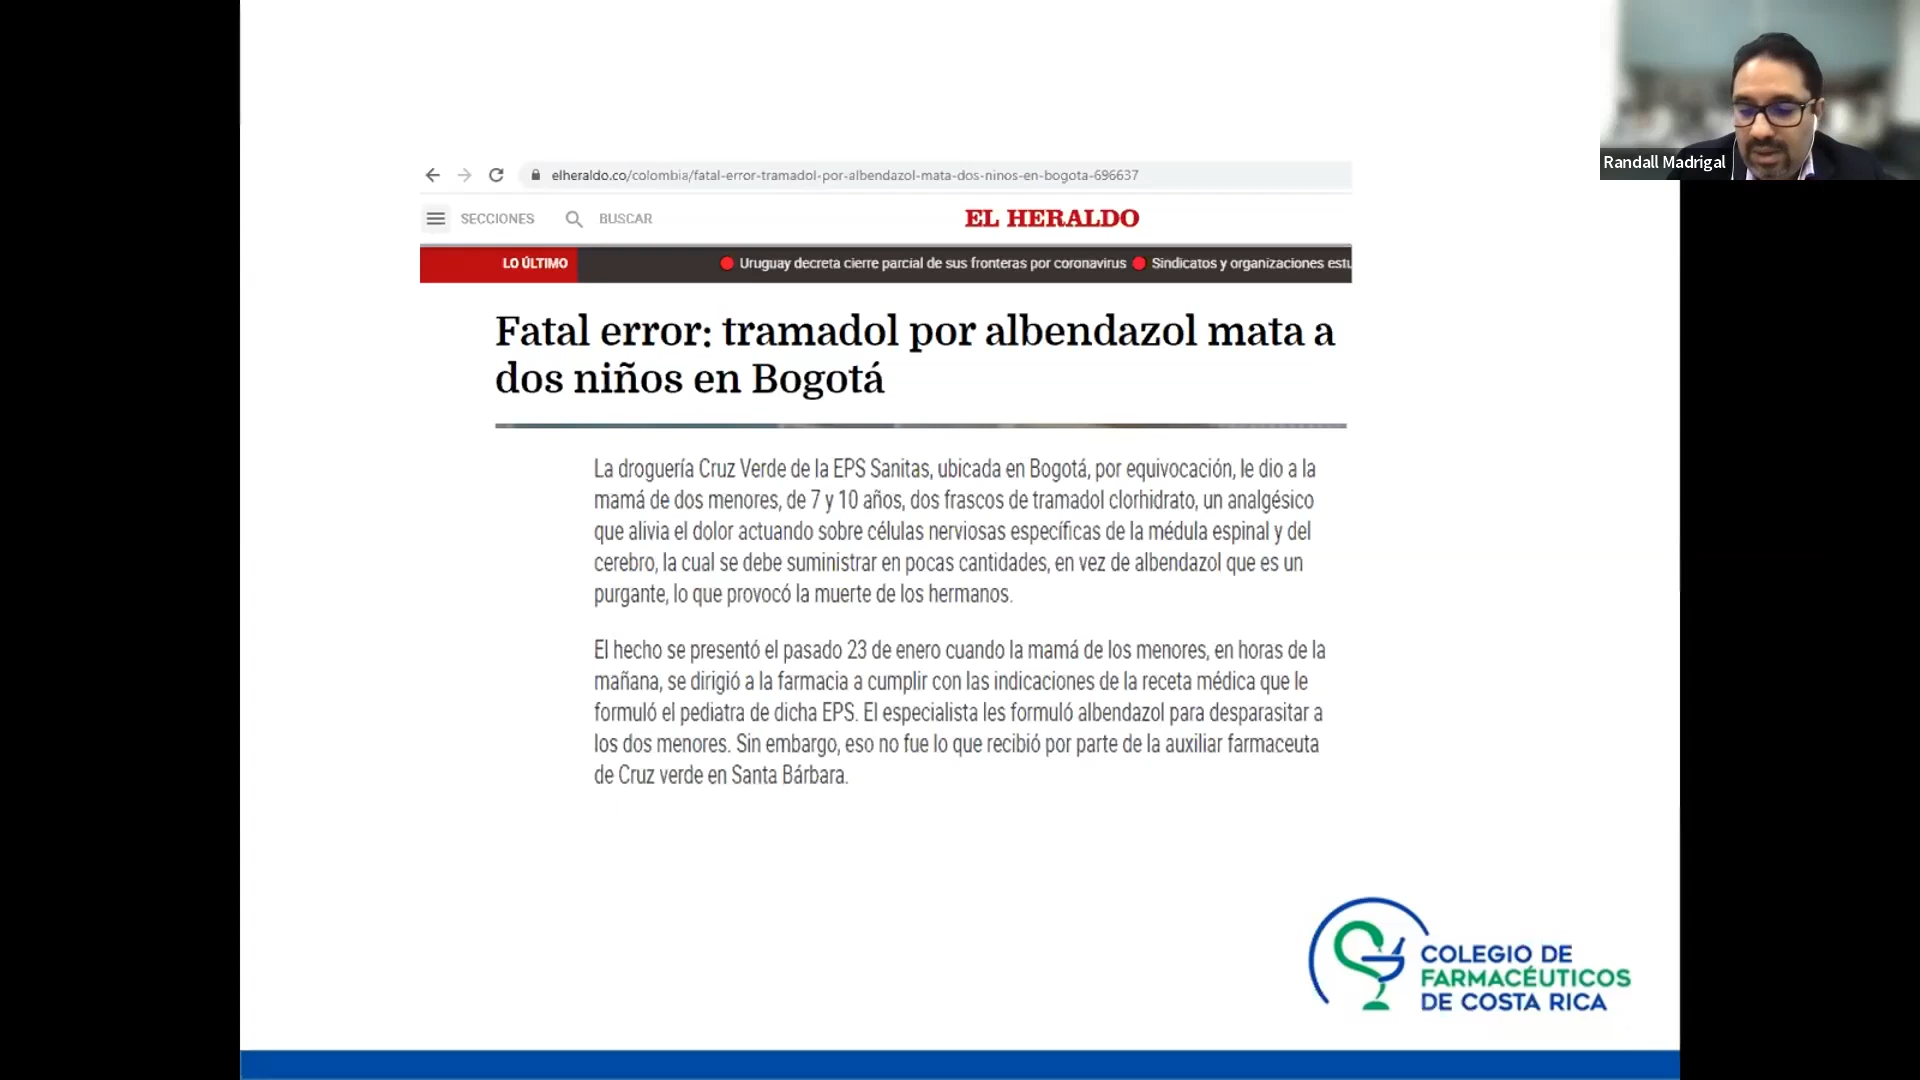 Randall Madrigal
elheraldo.co/colombia/fatal-error-tramadol-por-albendazol-mata-dos-ninos-en-bogota-696637
SECCIONES BUSCAR EL HERALDO
LO ÚLTIMO Uruguay decreta cierre parcial de sus fronteras por coronavirus Sindicatos y organizaciones estu
Fatal error: tramadol por albendazol mata a
dos niños en Bogotá
La droguería Cruz Verde de la EPS Sanitas, ubicada en Bogotá, por equivocación, le dio a la
mamá de dos menores, de 7 y 10 años, dos frascos de tramadol clorhidrato, un analgésico
que alivia el dolor actuando sobre células nerviosas específicas de la médula espinal y del
cerebro, la cual se debe suministrar en pocas cantidades, en vez de albendazol que es un
purgante, lo que provocó la muerte de los hermanos.
El hecho se presentó el pasado 23 de enero cuando la mamá de los menores, en horas de la
mañana, se dirigió a la farmacia a cumplir con las indicaciones de la receta médica que le
formuló el pediatra de dicha EPS. El especialista les formuló albendazol para desparasitar a
los dos menores. Sin embargo, eso no fue lo que recibió por parte de la auxiliar farmaceuta
de Cruz verde en Santa Bárbara.
COLEGIO DE
FARMACÉUTICOS
DE COSTA RICA